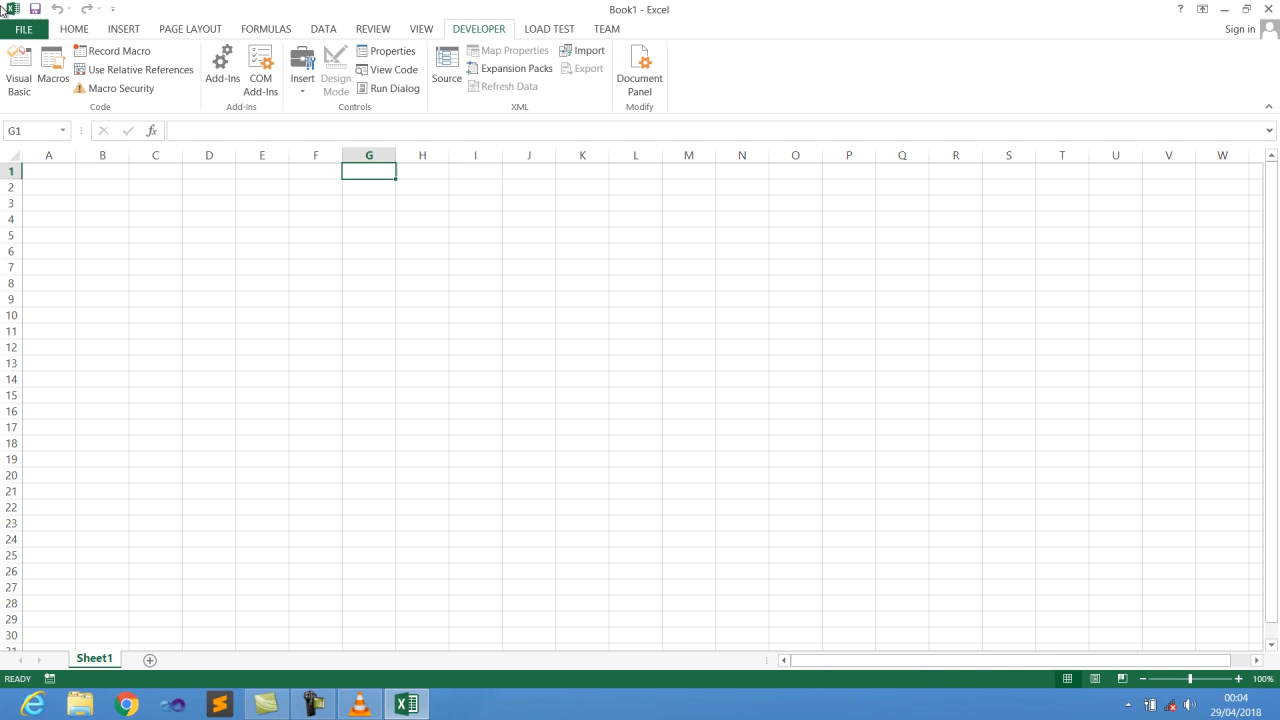 Book1 - Excel
FILE HOME INSERT PAGE LAYOUT FORMULAS DATA REVIEW VIEW DEVELOPER LOAD TEST TEAM Sign in
Visual Basic
Macros
Record Macro
Use Relative References
Macro Security
Code
Add-Ins
COM Add-Ins
Add-Ins
Insert
Design Mode
Properties
View Code
Run Dialog
Controls
Source
Map Properties
Expansion Packs
Refresh Data
Import
Export
XML
Document Panel
Modify
G1 fx
A B C D E F G H I J K L M N O P Q R S T U V W
1
2
3
4
5
6
7
8
9
10
11
12
13
14
15
16
17
18
19
20
21
22
23
24
25
26
27
28
29
30
31
Sheet1
READY 100%
00:04
29/04/2018